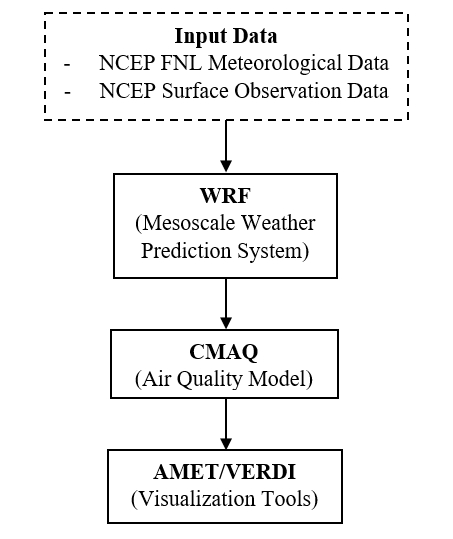 Input Data
- NCEP FNL Meteorological Data
- NCEP Surface Observation Data
WRF
(Mesoscale Weather
Prediction System)
CMAQ
(Air Quality Model)
AMET/VERDI
(Visualization Tools)